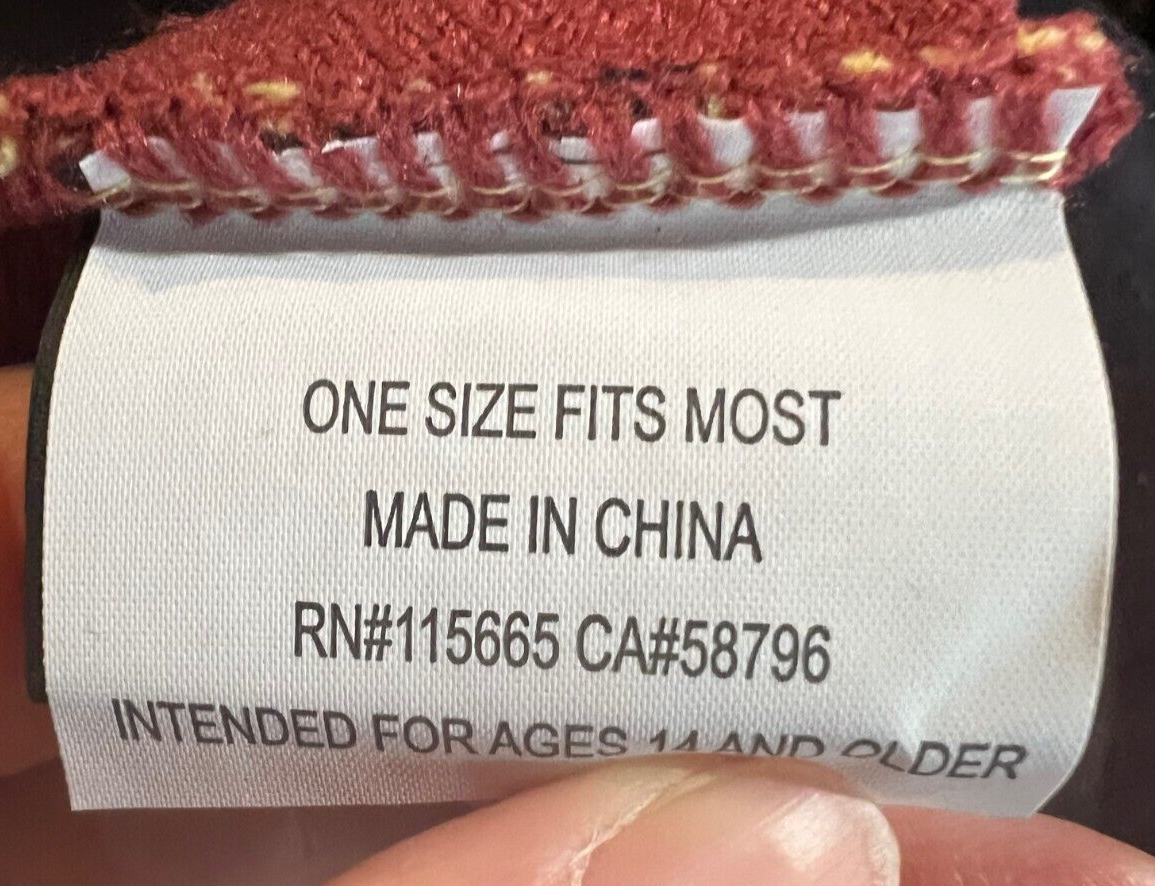 ONE SIZE FITS MOST
MADE IN CHINA
RN#115665 CA#58796
INTENDED FOR AGES 14 AND OLDER